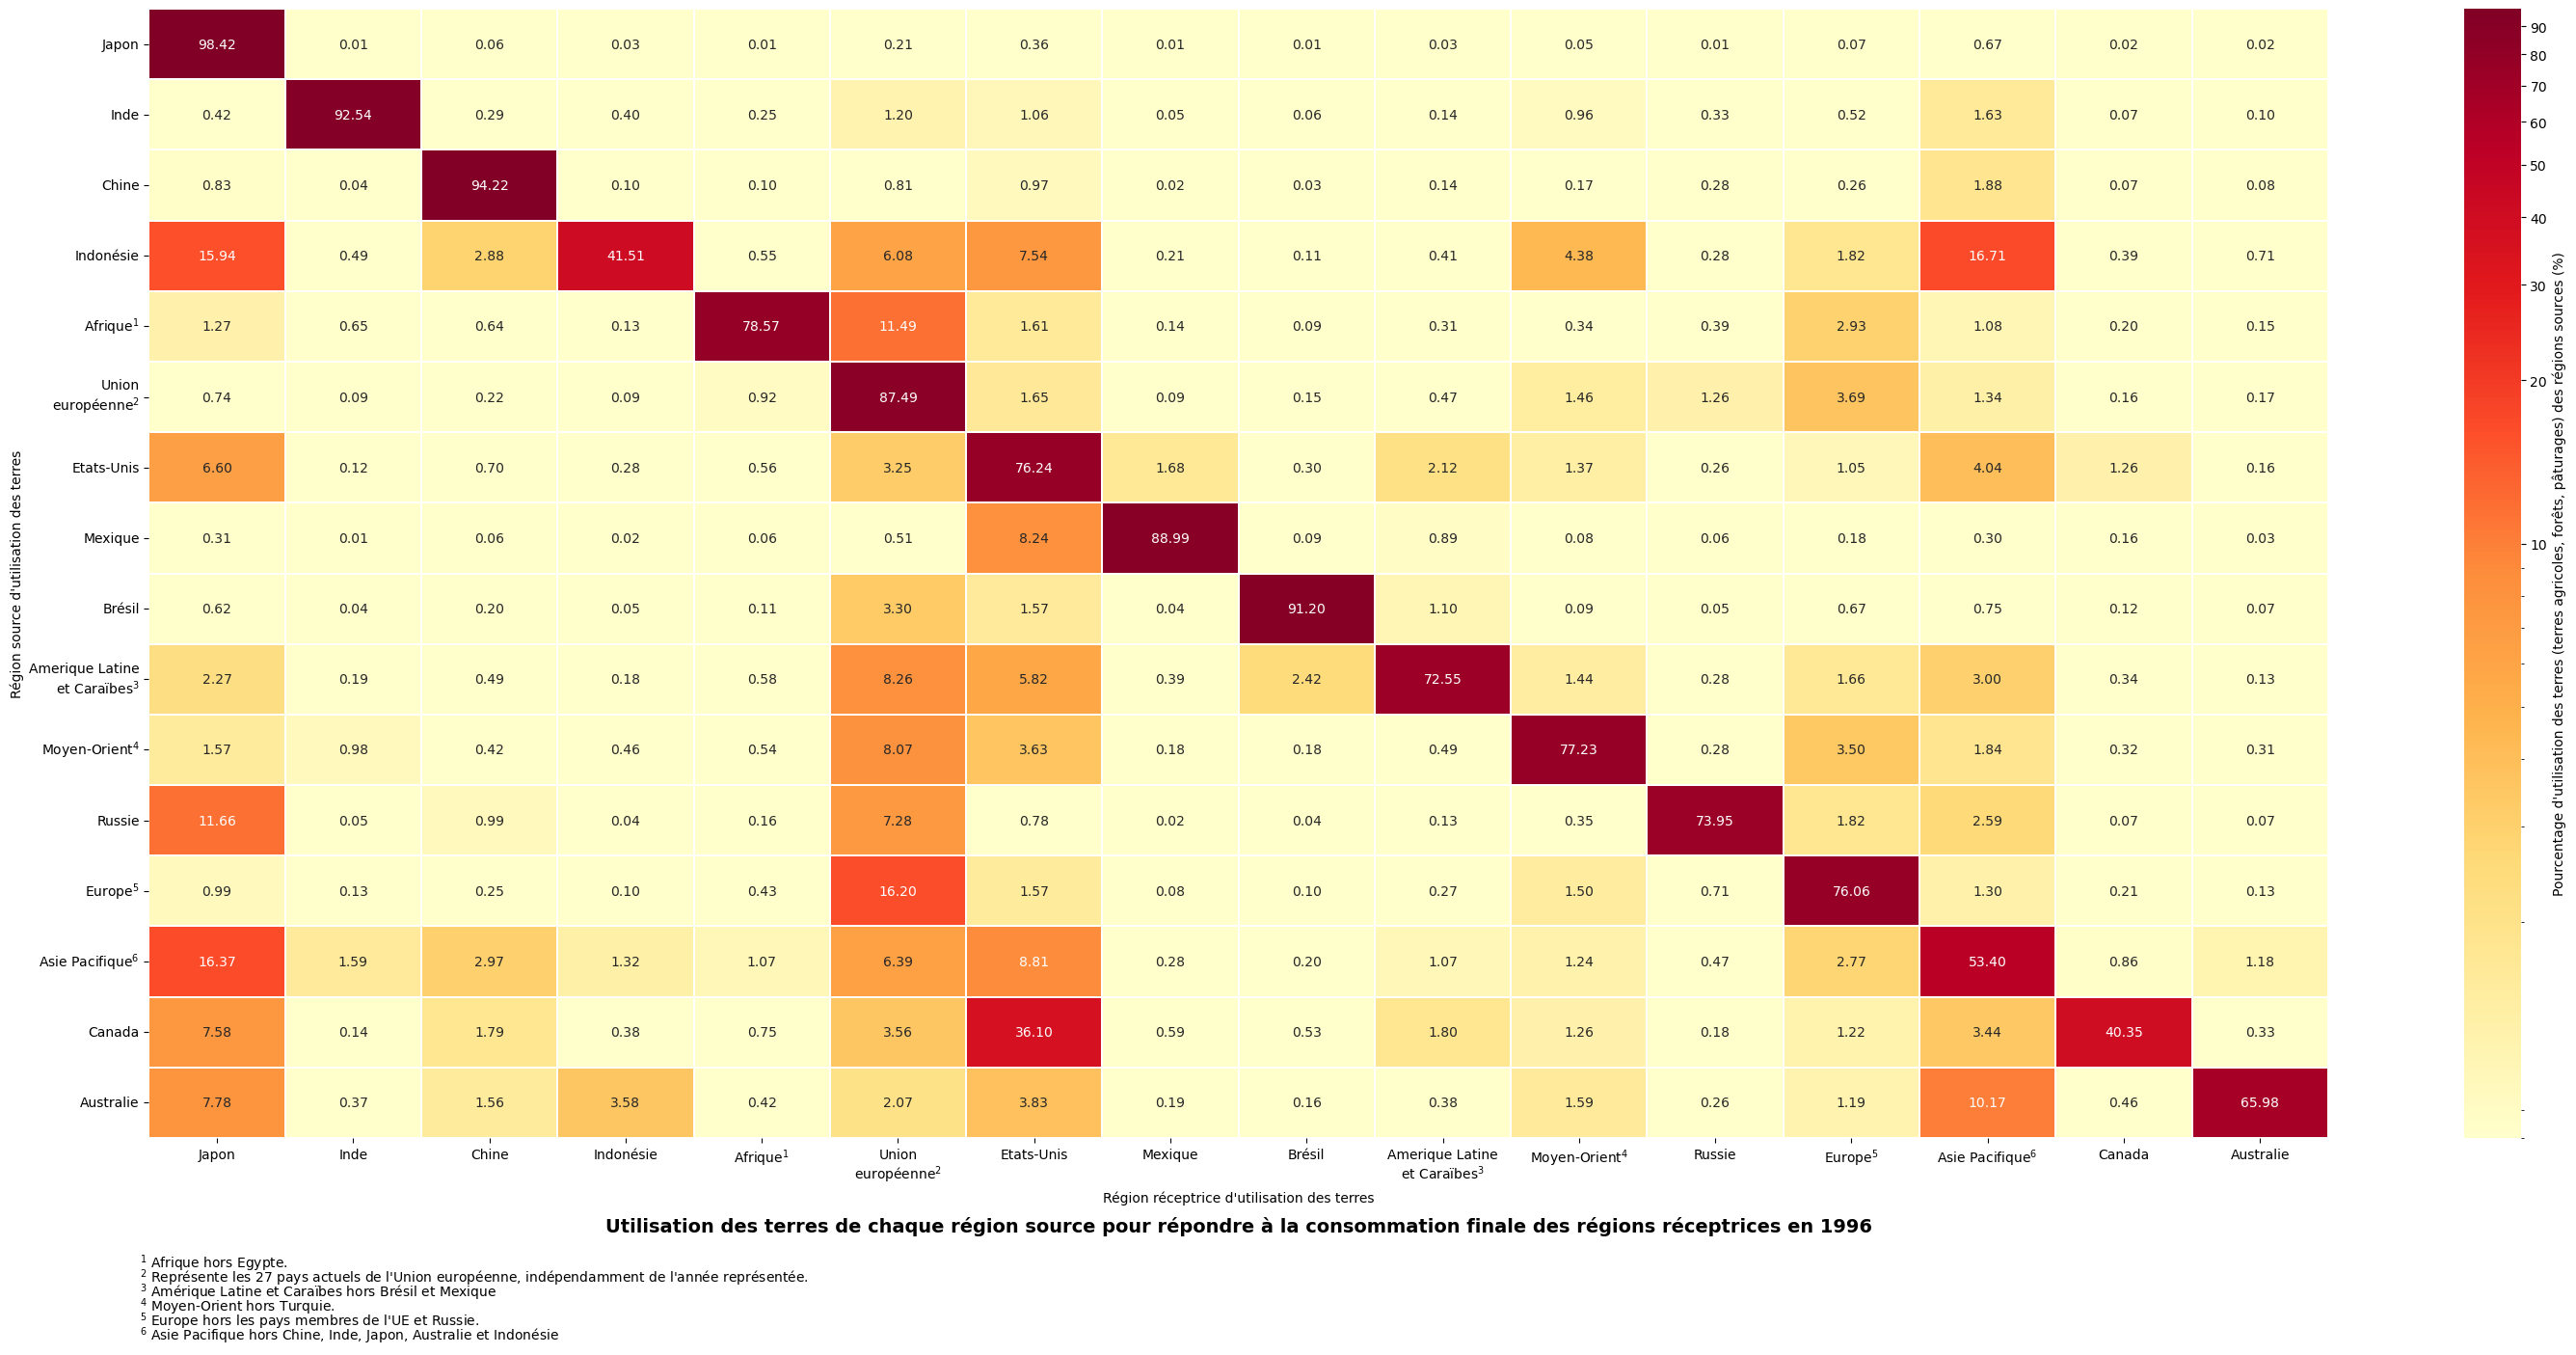 Japon 98.42 0.01 0.06 0.03 0.01 0.21 0.36 0.01 0.01 0.03 0.05 0.01 0.07 0.67 0.02 0.02
Inde 0.42 92.54 0.29 0.40 0.25 1.20 1.06 0.05 0.06 0.14 0.96 0.33 0.52 1.63 0.07 0.10
Chine 0.83 0.04 94.22 0.10 0.10 0.81 0.97 0.02 0.03 0.14 0.17 0.28 0.26 1.88 0.07 0.08
Indonésie 15.94 0.49 2.88 41.51 0.55 6.08 7.54 0.21 0.11 0.41 4.38 0.28 1.82 16.71 0.39 0.71
Afrique¹ 1.27 0.65 0.64 0.13 78.57 11.49 1.61 0.14 0.09 0.31 0.34 0.39 2.93 1.08 0.20 0.15
Union
européenne² 0.74 0.09 0.22 0.09 0.92 87.49 1.65 0.09 0.15 0.47 1.46 1.26 3.69 1.34 0.16 0.17
Etats-Unis 6.60 0.12 0.70 0.28 0.56 3.25 76.24 1.68 0.30 2.12 1.37 0.26 1.05 4.04 1.26 0.16
Mexique 0.31 0.01 0.06 0.02 0.06 0.51 8.24 88.99 0.09 0.89 0.08 0.06 0.18 0.30 0.16 0.03
Brésil 0.62 0.04 0.20 0.05 0.11 3.30 1.57 0.04 91.20 1.10 0.09 0.05 0.67 0.75 0.12 0.07
Amerique Latine
et Caraïbes³ 2.27 0.19 0.49 0.18 0.58 8.26 5.82 0.39 2.42 72.55 1.44 0.28 1.66 3.00 0.34 0.13
Moyen-Orient⁴ 1.57 0.98 0.42 0.46 0.54 8.07 3.63 0.18 0.18 0.49 77.23 0.28 3.50 1.84 0.32 0.31
Russie 11.66 0.05 0.99 0.04 0.16 7.28 0.78 0.02 0.04 0.13 0.35 73.95 1.82 2.59 0.07 0.07
Europe⁵ 0.99 0.13 0.25 0.10 0.43 16.20 1.57 0.08 0.10 0.27 1.50 0.71 76.06 1.30 0.21 0.13
Asie Pacifique⁶ 16.37 1.59 2.97 1.32 1.07 6.39 8.81 0.28 0.20 1.07 1.24 0.47 2.77 53.40 0.86 1.18
Canada 7.58 0.14 1.79 0.38 0.75 3.56 36.10 0.59 0.53 1.80 1.26 0.18 1.22 3.44 40.35 0.33
Australie 7.78 0.37 1.56 3.58 0.42 2.07 3.83 0.19 0.16 0.38 1.59 0.26 1.19 10.17 0.46 65.98
Région source d'utilisation des terres
Japon Inde Chine Indonésie Afrique¹ Union Etats-Unis Mexique Brésil Amerique Latine Moyen-Orient⁴ Russie Europe⁵ Asie Pacifique⁶ Canada Australie
européenne² et Caraïbes³
Région réceptrice d'utilisation des terres
90
80
70
60
50
40
30
20
10
Pourcentage d'utilisation des terres (terres agricoles, forêts, pâturages) des régions sources (%)
Utilisation des terres de chaque région source pour répondre à la consommation finale des régions réceptrices en 1996
¹ Afrique hors Egypte.
² Représente les 27 pays actuels de l'Union européenne, indépendamment de l'année représentée.
³ Amérique Latine et Caraïbes hors Brésil et Mexique
⁴ Moyen-Orient hors Turquie.
⁵ Europe hors les pays membres de l'UE et Russie.
⁶ Asie Pacifique hors Chine, Inde, Japon, Australie et Indonésie